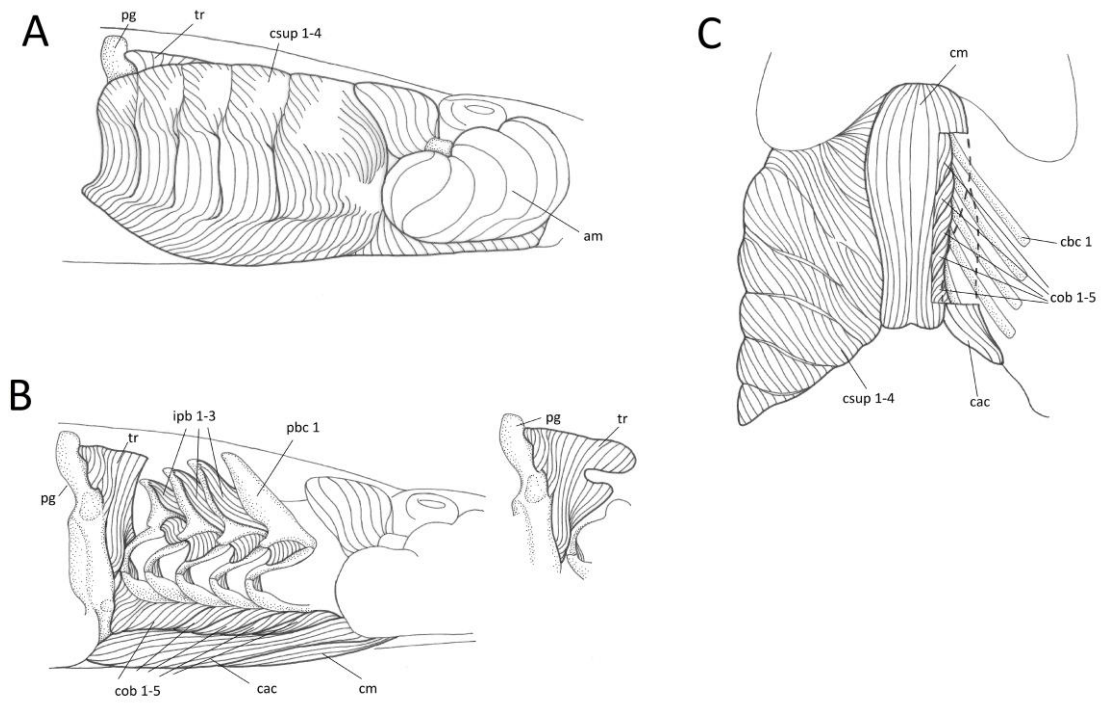 A
pg
tr
csup 1-4
am
B
ipb 1-3
tr
pbc 1
pg
cob 1-5
cac
cm
pg
tr
C
cm
cbc 1
cob 1-5
csup 1-4
cac